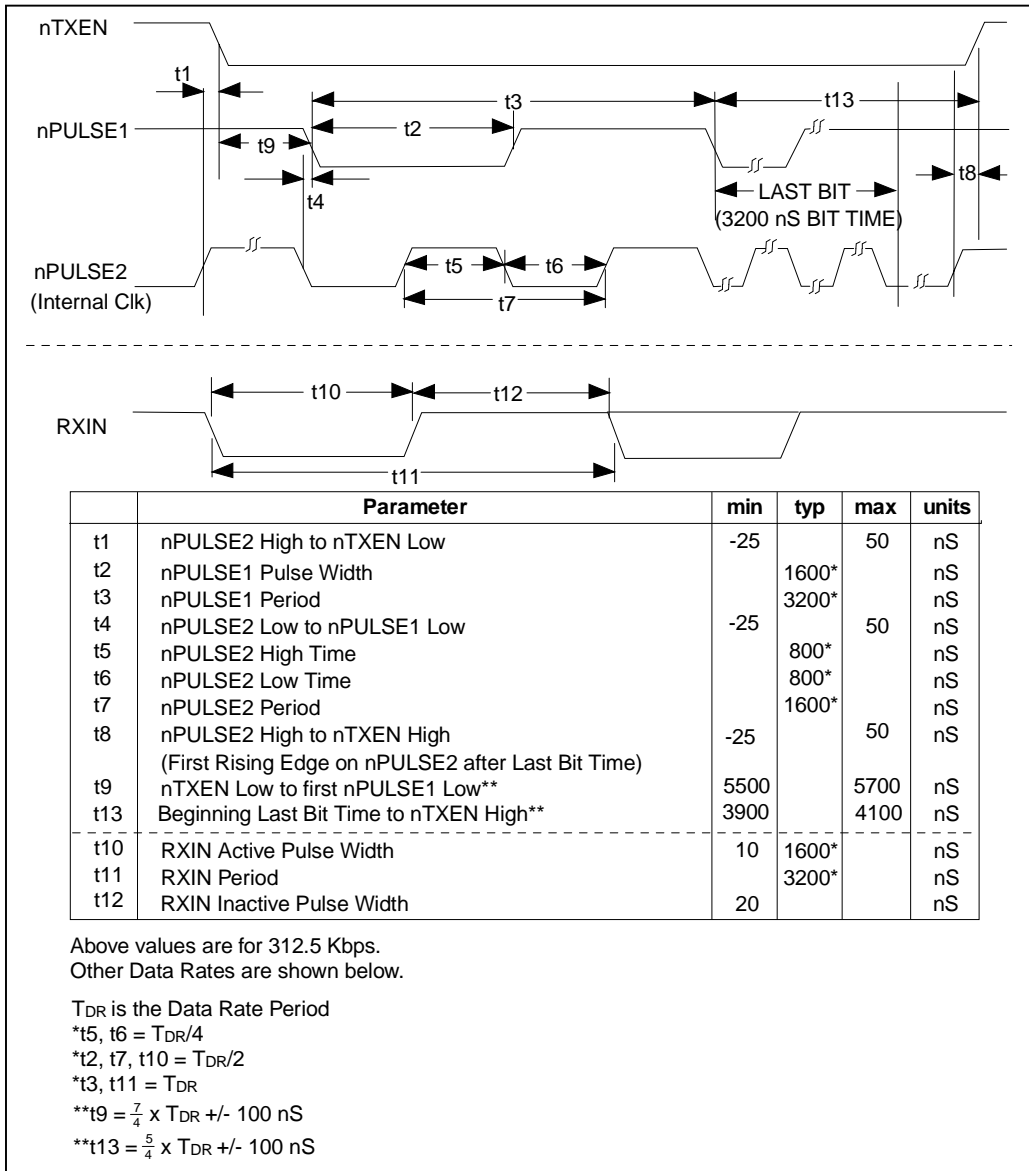 nTXEN
t1
t3
t13
nPULSE1
t2
t9
t8
t4
LAST BIT
(3200 nS BIT TIME)
nPULSE2
(Internal Clk)
t5
t6
t7
t10
t12
RXIN
t11
Parameter min typ max units
t1 nPULSE2 High to nTXEN Low -25 50 nS
t2 nPULSE1 Pulse Width 1600* nS
t3 nPULSE1 Period 3200* nS
t4 nPULSE2 Low to nPULSE1 Low -25 50 nS
t5 nPULSE2 High Time 800* nS
t6 nPULSE2 Low Time 800* nS
t7 nPULSE2 Period 1600* nS
t8 nPULSE2 High to nTXEN High -25 50 nS
(First Rising Edge on nPULSE2 after Last Bit Time)
t9 nTXEN Low to first nPULSE1 Low** 5500 5700 nS
t13 Beginning Last Bit Time to nTXEN High** 3900 4100 nS
t10 RXIN Active Pulse Width 10 1600* nS
t11 RXIN Period 3200* nS
t12 RXIN Inactive Pulse Width 20 nS
Above values are for 312.5 Kbps.
Other Data Rates are shown below.
TDR is the Data Rate Period
*t5, t6 = TDR/4
*t2, t7, t10 = TDR/2
*t3, t11 = TDR
**t9 = 7/4 x TDR +/- 100 nS
**t13 = 5/4 x TDR +/- 100 nS